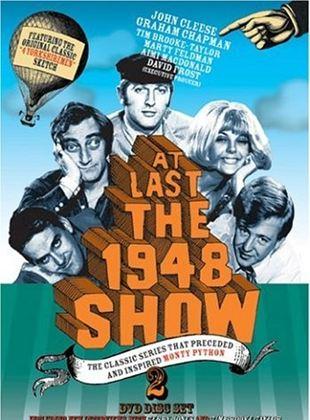 FEATURING THE
ORIGINAL CLASSIC
"4 YORKSHIREMEN"
SKETCH
JOHN CLEESE
GRAHAM CHAPMAN
TIM BROOKE-TAYLOR
MARTY FELDMAN
AIMI MACDONALD
DAVID FROST
(EXECUTIVE PRODUCER)
AT
LAST
THE
1948
SHOW
THE CLASSIC SERIES THAT PRECEDED
AND INSPIRED MONTY PYTHON
2
DVD DISC SET